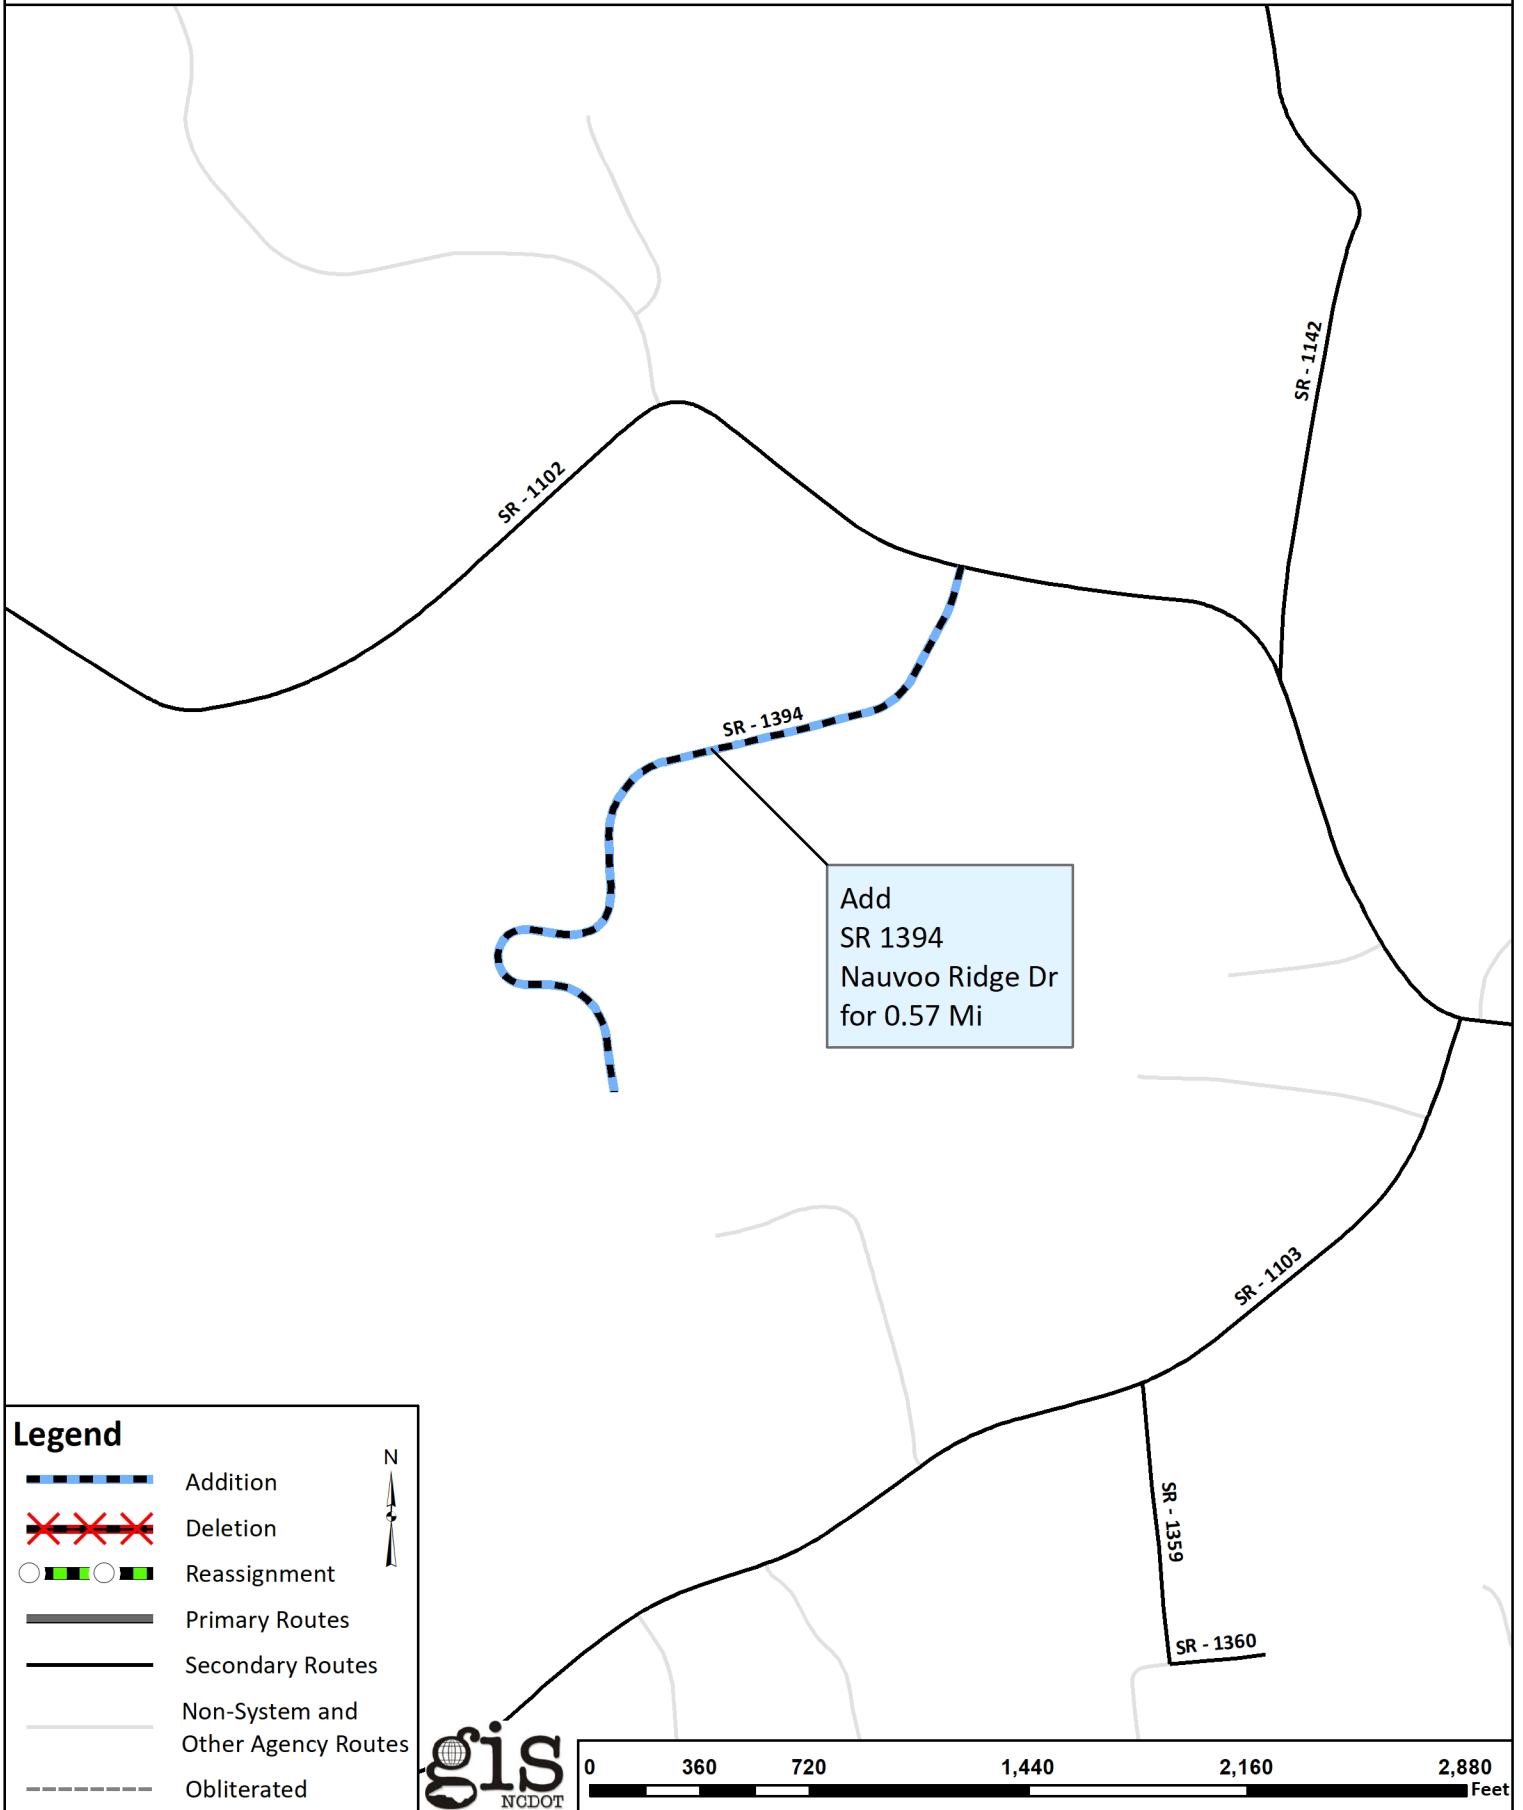 SR - 1142
SR - 1102
SR - 1394
Add
SR 1394
Nauvoo Ridge Dr
for 0.57 Mi
SR - 1103
SR - 1359
SR - 1360
Legend
N
Addition
Deletion
Reassignment
Primary Routes
Secondary Routes
Non-System and
Other Agency Routes
Obliterated
gis
NCDOT
0 360 720 1,440 2,160 2,880
Feet